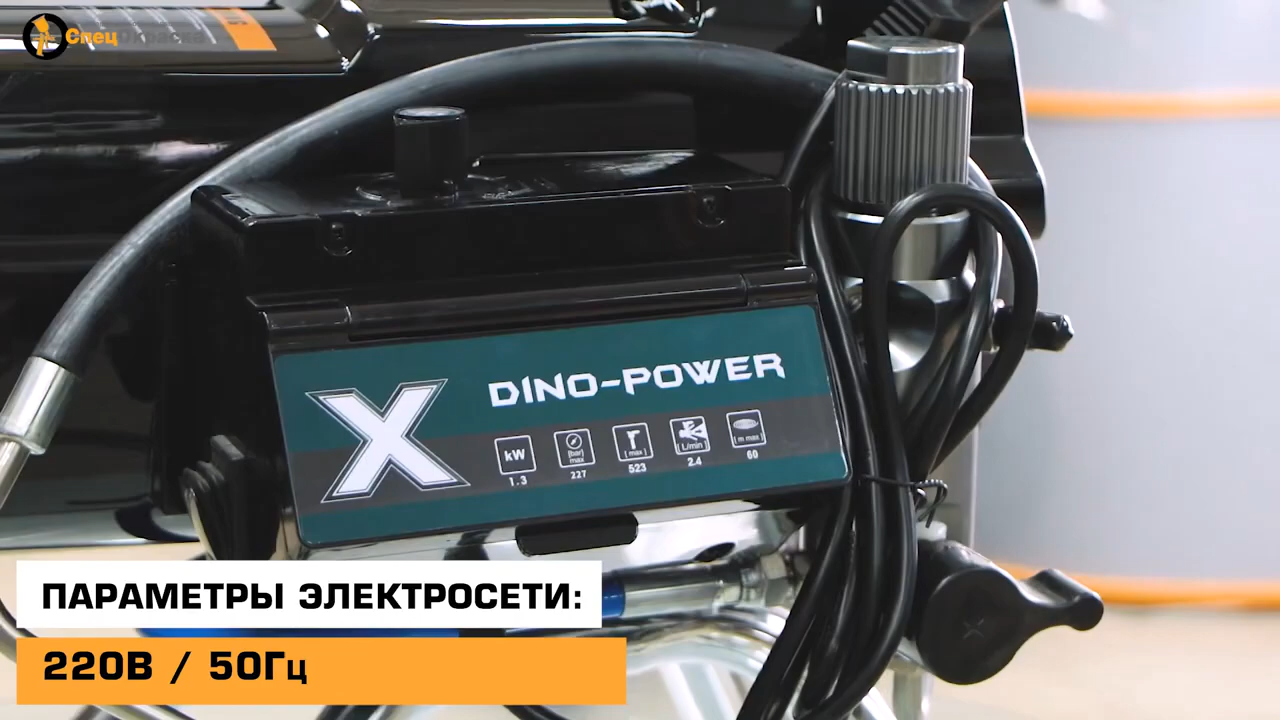 СпецОкраска
DINO-POWER
X
kW
[bar]
max
[ max ]
[ L/min ]
[ m max ]
1.3
227
523
2.4
60
ПАРАМЕТРЫ ЭЛЕКТРОСЕТИ:
220В / 50Гц